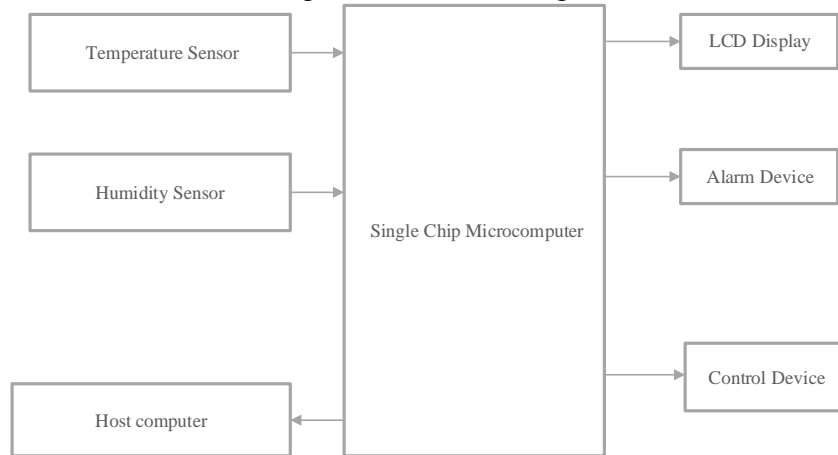 Temperature Sensor
LCD Display
Humidity Sensor
Alarm Device
Single Chip Microcomputer
Host computer
Control Device